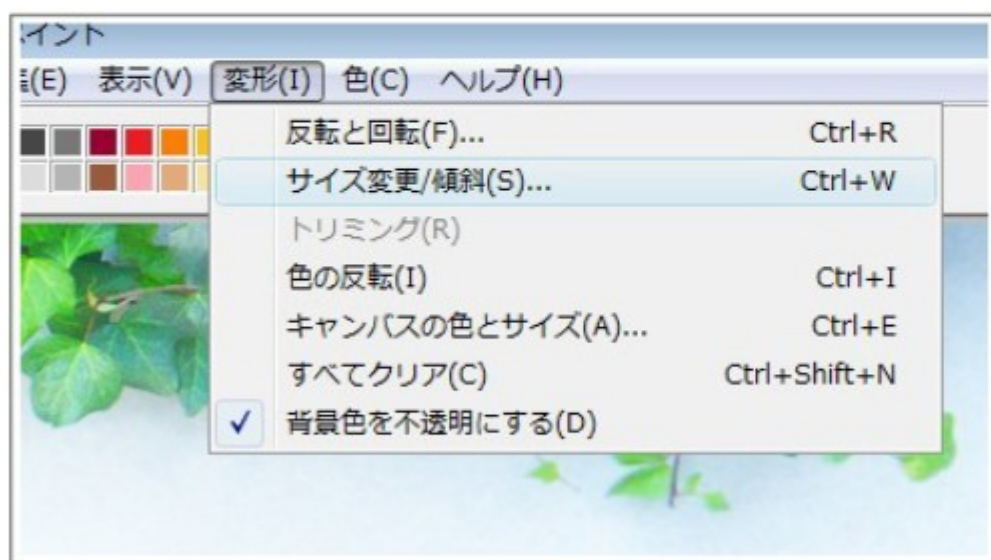 ペイント
集(E) 表示(V) 変形(I) 色(C) ヘルプ(H)
反転と回転(F)... Ctrl+R
サイズ変更/傾斜(S)... Ctrl+W
トリミング(R)
色の反転(I) Ctrl+I
キャンバスの色とサイズ(A)... Ctrl+E
すべてクリア(C) Ctrl+Shift+N
背景色を不透明にする(D)